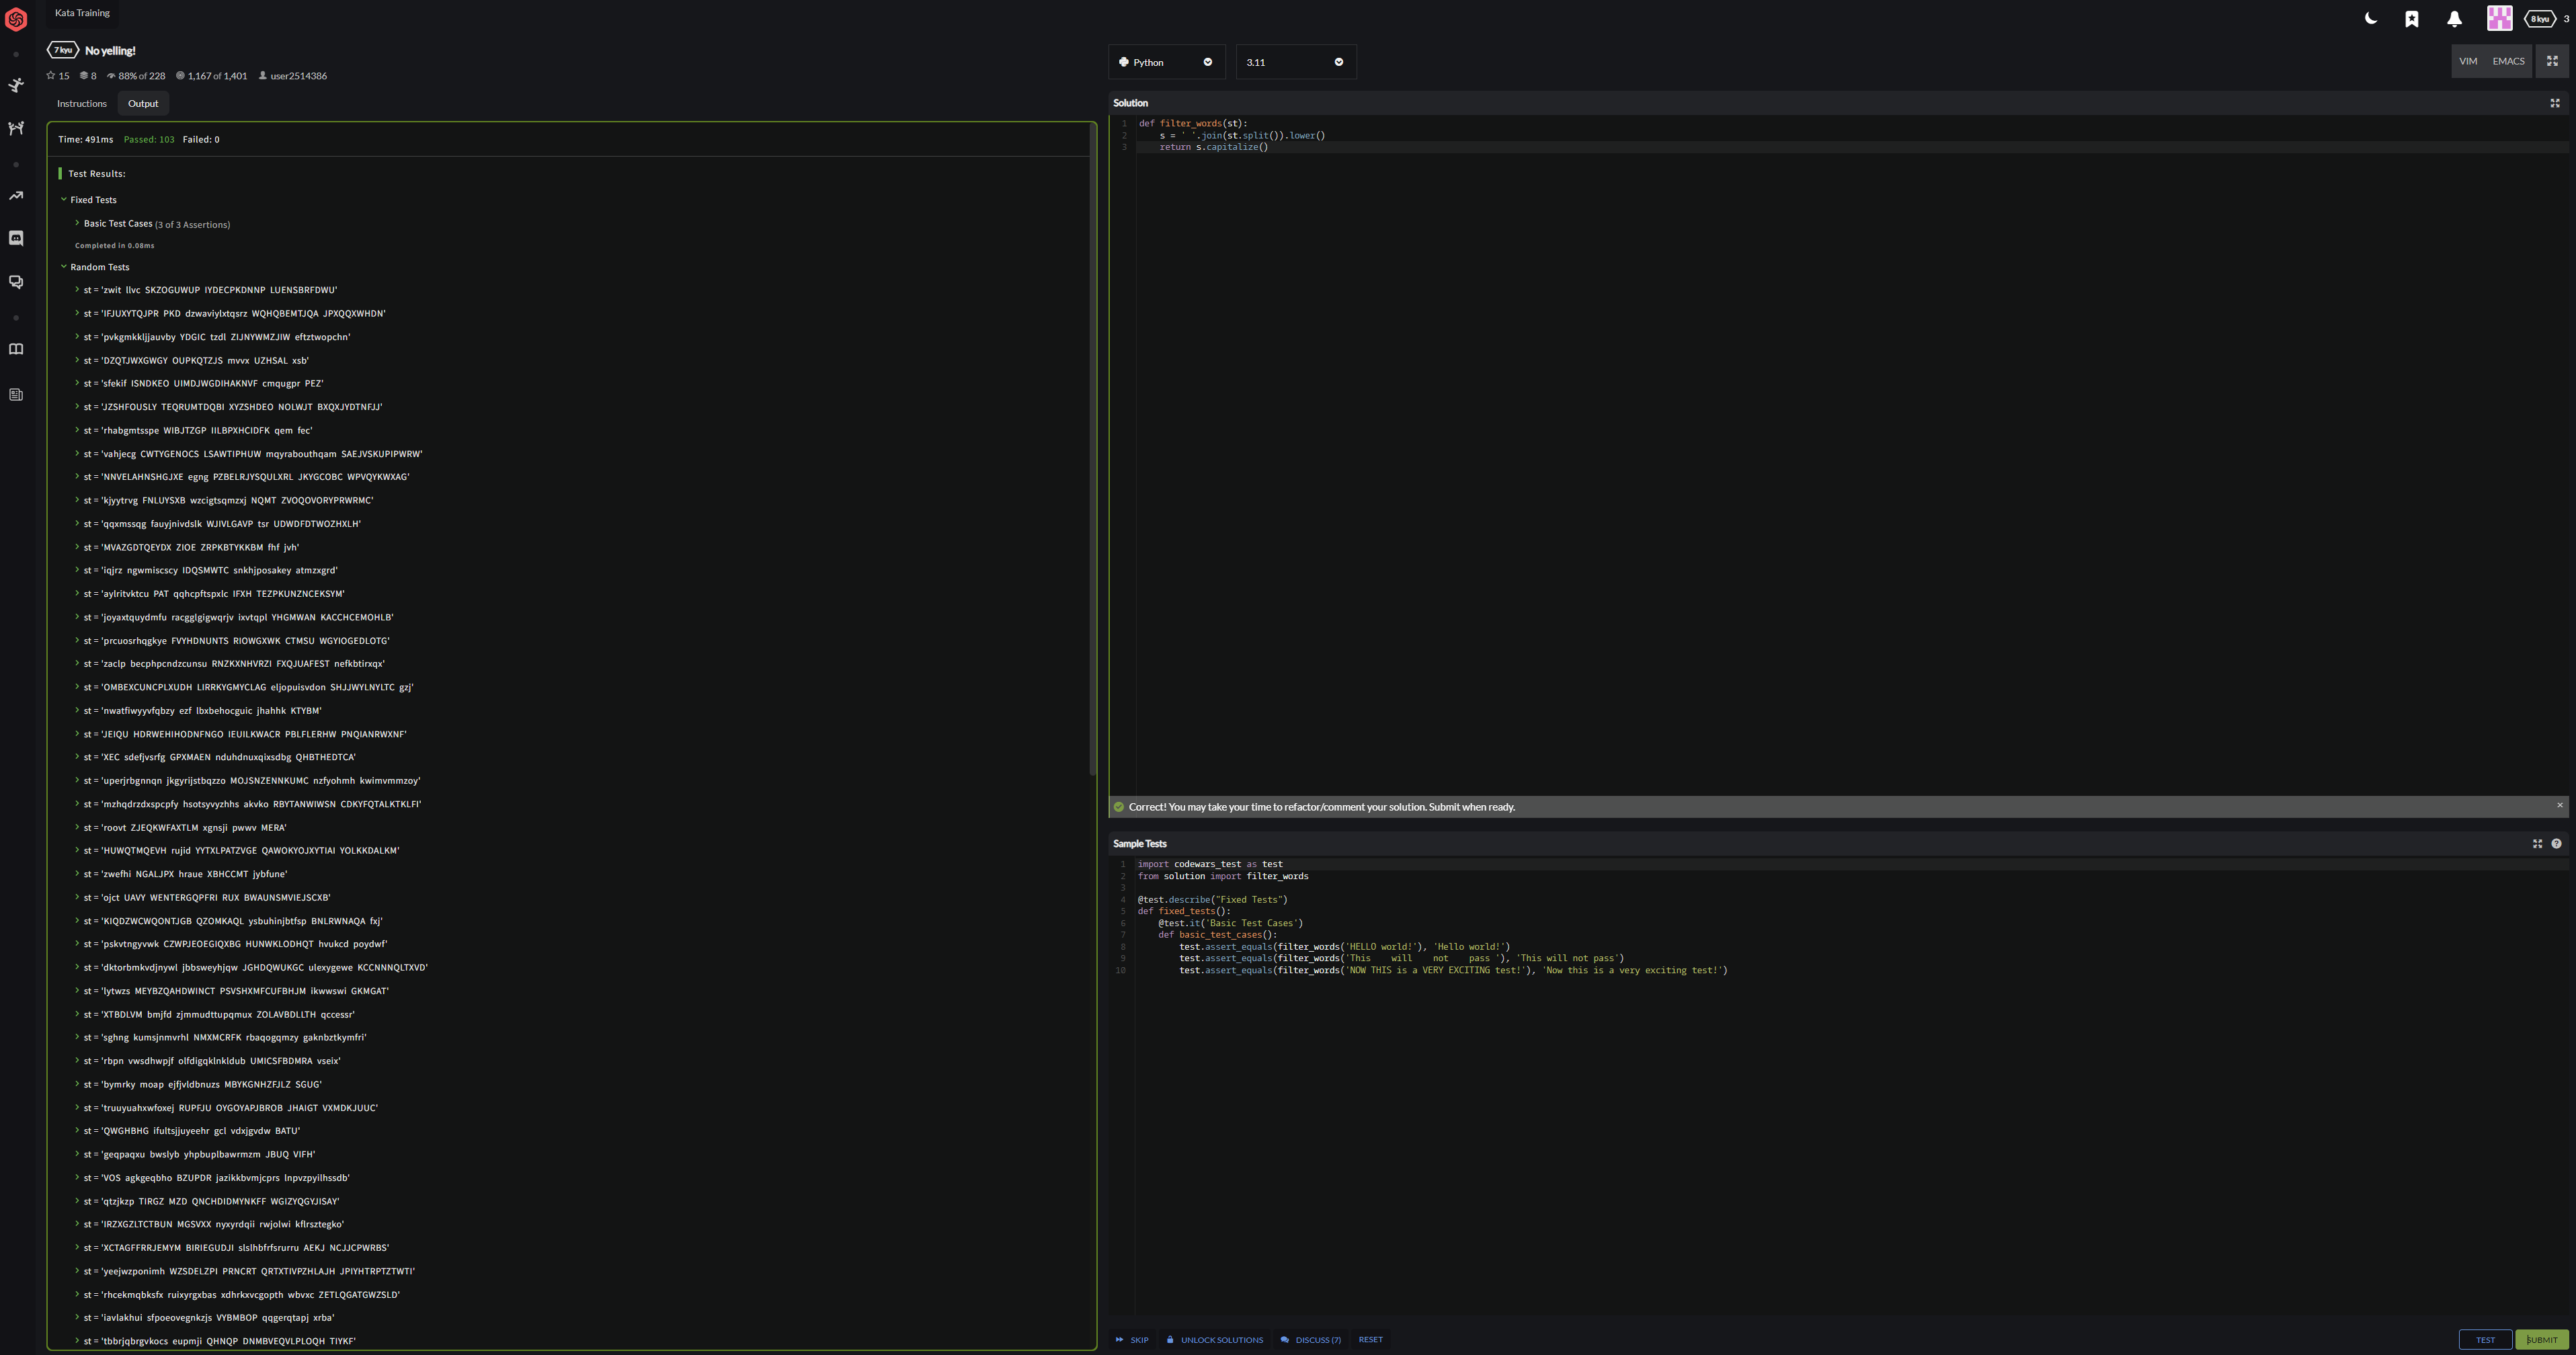 Kata Training
8 kyu 3
7 kyu No yelling!
15 8 88% of 228 1,167 of 1,401 user2514386
Instructions Output
Time: 491ms Passed: 103 Failed: 0
Test Results:
Fixed Tests
Basic Test Cases (3 of 3 Assertions)
Completed in 0.08ms
Random Tests
st = 'zwit llvc SKZOGUWUP IYDECPKDNNP LUENSBRFDWU'
st = 'IFJUXYTQJPR PKD dzwaviylxtqsrz WQHQBEMTJQA JPXQQXWHDN'
st = 'pvkgmkkljjauvby YDGIC tzdl ZIJNYWMZJIW eftztwopchn'
st = 'DZQTJWXGWGY OUPKQTZJS mvvx UZHSAL xsb'
st = 'sfekif ISNDKEO UIMDJWGDIHAKNVF cmqugpr PEZ'
st = 'JZSHFOUSLY TEQRUMTDQBI XYZSHDEO NOLWJT BXQXJYDTNFJJ'
st = 'rhabgmtsspe WIBJTZGP IILBPXHCIDFK qem fec'
st = 'vahjecg CWTYGENOCS LSAWTIPHUW mqyrabouthqam SAEJVSKUPIPWRW'
st = 'NNVELAHNSHGJXE egng PZBELRJYSQULXRL JKYGCOBC WPVQYKWXAG'
st = 'kjyytrvg FNLUYSXB wzcigtsqmzxj NQMT ZVOQOVORYPRWRMC'
st = 'qqxmssqg fauyjnivdslk WJIVLGAVP tsr UDWDFDTWOZHXLH'
st = 'MVAZGDTQEYDX ZIOE ZRPKBTYKKBM fhf jvh'
st = 'iqjrz ngwmiscscy IDQSMWTC snkhjposakey atmzxgrd'
st = 'aylritvktcu PAT qqhcpftspxlc IFXH TEZPKUNZNCEKSYM'
st = 'joyaxtquydmfu racgglgigwqrjv ixvtqpl YHGMWAN KACCHCEMOHLB'
st = 'prcuosrhqgkye FVYHDNUNTS RIOWGXWK CTMSU WGYIOGEDLOTG'
st = 'zaclp becphpcndzcunsu RNZKXNHVRZI FXQJUAFEST nefkbtirxqx'
st = 'OMBEXCUNCPLXUDH LIRRKYGMYCLAG eljopuisvdon SHJJWYLNYLTC gzj'
st = 'nwatfiwyyvfqbzy ezf lbxbehocguic jhahhk KTYBM'
st = 'JEIQU HDRWEHIHODNFNGO IEUILKWACR PBLFLERHW PNQIANRWXNF'
st = 'XEC sdefjvsrfg GPXMAEN nduhdnuxqixsdbg QHBTHEDTCA'
st = 'uperjrbgnnqn jkgyrijstbqzzo MOJSNZENNKUMC nzfyohmh kwimvmmzoy'
st = 'mzhqdrzdxspcpfy hsotsyvyzhhs akvko RBYTANWIWSN CDKYFQTALKTKLFI'
st = 'roovt ZJEQKWFAXTLM xgnsji pwwv MERA'
st = 'HUWQTMQEVH rujid YYTXLPATZVGE QAWOKYOJXYTIAI YOLKKDALKM'
st = 'zwefhi NGALJPX hraue XBHCCMT jybfune'
st = 'ojct UAVY WENTERGQPFRI RUX BWAUNSMVIEJSCXB'
st = 'KIQDZWCWQONTJGB QZOMKAQL ysbuhinjbtfsp BNLRWNAQA fxj'
st = 'pskvtngyvwk CZWPJEOEGIQXBG HUNWKLODHQT hvukcd poydwf'
st = 'dktorbmkvdjnywl jbbsweyhjqw JGHDQWUKGC ulexygewe KCCNNNQLTXVD'
st = 'lytwzs MEYBZQAHDWINCT PSVSHXMFCUFBHJM ikwwswi GKMGAT'
st = 'XTBDLVM bmjfd zjmmudttupqmux ZOLAVBDLLTH qccessr'
st = 'sghng kumsjnmvrhl NMXMCRFK rbaqogqmzy gaknbztkymfri'
st = 'rbpn vwsdhwpjf olfdigqklnkldub UMICSFBDMRA vseix'
st = 'bymrky moap ejfjvldbnuzs MBYKGNHZFJLZ SGUG'
st = 'truuyuahxwfoxej RUPFJU OYGOYAPJBROB JHAIGT VXMDKJUUC'
st = 'QWGHBHG ifultsjjuyeehr gcl vdxjgvdw BATU'
st = 'geqpaqxu bwslyb yhpbuplbawrmzm JBUQ VIFH'
st = 'VOS agkgeqbho BZUPDR jazikkbvmjcprs lnpvzpyilhssdb'
st = 'qtzjkzp TIRGZ MZD QNCHDIDMYNKFF WGIZYQGYJISAY'
st = 'IRZXGZLTCTBUN MGSVXX nyxyrdqii rwjolwi kflrsztegko'
st = 'XCTAGFFRRJEMYM BIRIEGUDJI slslhbfrfsrurru AEKJ NCJJCPWRBS'
st = 'yeejwzponimh WZSDELZPI PRNCRT QRTXTIVPZHLAJH JPIYHTRPTZTWTI'
st = 'rhcekmqbksfx ruixyrgxbas xdhrkxvcgopth wbvxc ZETLQGATGWZSLD'
st = 'iavlakhui sfpoeovegnkzjs VYBMBOP qqgerqtapj xrba'
st = 'tbbrjqbrgvkocs eupmji QHNQP DNMBVEQVLPLOQH TIYKF'
Python 3.11 VIM EMACS
Solution
1 def filter_words(st):
2 s = ' '.join(st.split()).lower()
3 return s.capitalize()
Correct! You may take your time to refactor/comment your solution. Submit when ready.
Sample Tests
1 import codewars_test as test
2 from solution import filter_words
3
4 @test.describe("Fixed Tests")
5 def fixed_tests():
6 @test.it('Basic Test Cases')
7 def basic_test_cases():
8 test.assert_equals(filter_words('HELLO world!'), 'Hello world!')
9 test.assert_equals(filter_words('This    will    not    pass '), 'This will not pass')
10 test.assert_equals(filter_words('NOW THIS is a VERY EXCITING test!'), 'Now this is a very exciting test!')
SKIP UNLOCK SOLUTIONS DISCUSS (7) RESET TEST SUBMIT